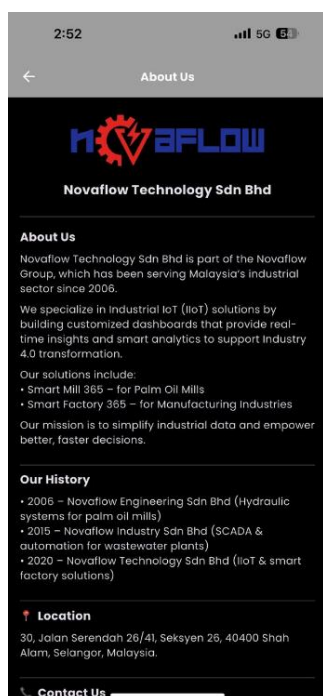 2:52
5G 54
About Us
novaflow
Novaflow Technology Sdn Bhd
About Us
Novaflow Technology Sdn Bhd is part of the Novaflow
Group, which has been serving Malaysia's industrial
sector since 2006.
We specialize in Industrial IoT (IIoT) solutions by
building customized dashboards that provide real-
time insights and smart analytics to support Industry
4.0 transformation.
Our solutions include:
• Smart Mill 365 – for Palm Oil Mills
• Smart Factory 365 – for Manufacturing Industries
Our mission is to simplify industrial data and empower
better, faster decisions.
Our History
• 2006 – Novaflow Engineering Sdn Bhd (Hydraulic
systems for palm oil mills)
• 2015 – Novaflow Industry Sdn Bhd (SCADA &
automation for wastewater plants)
• 2020 – Novaflow Technology Sdn Bhd (IIoT & smart
factory solutions)
Location
30, Jalan Serendah 26/41, Seksyen 26, 40400 Shah
Alam, Selangor, Malaysia.
Contact Us